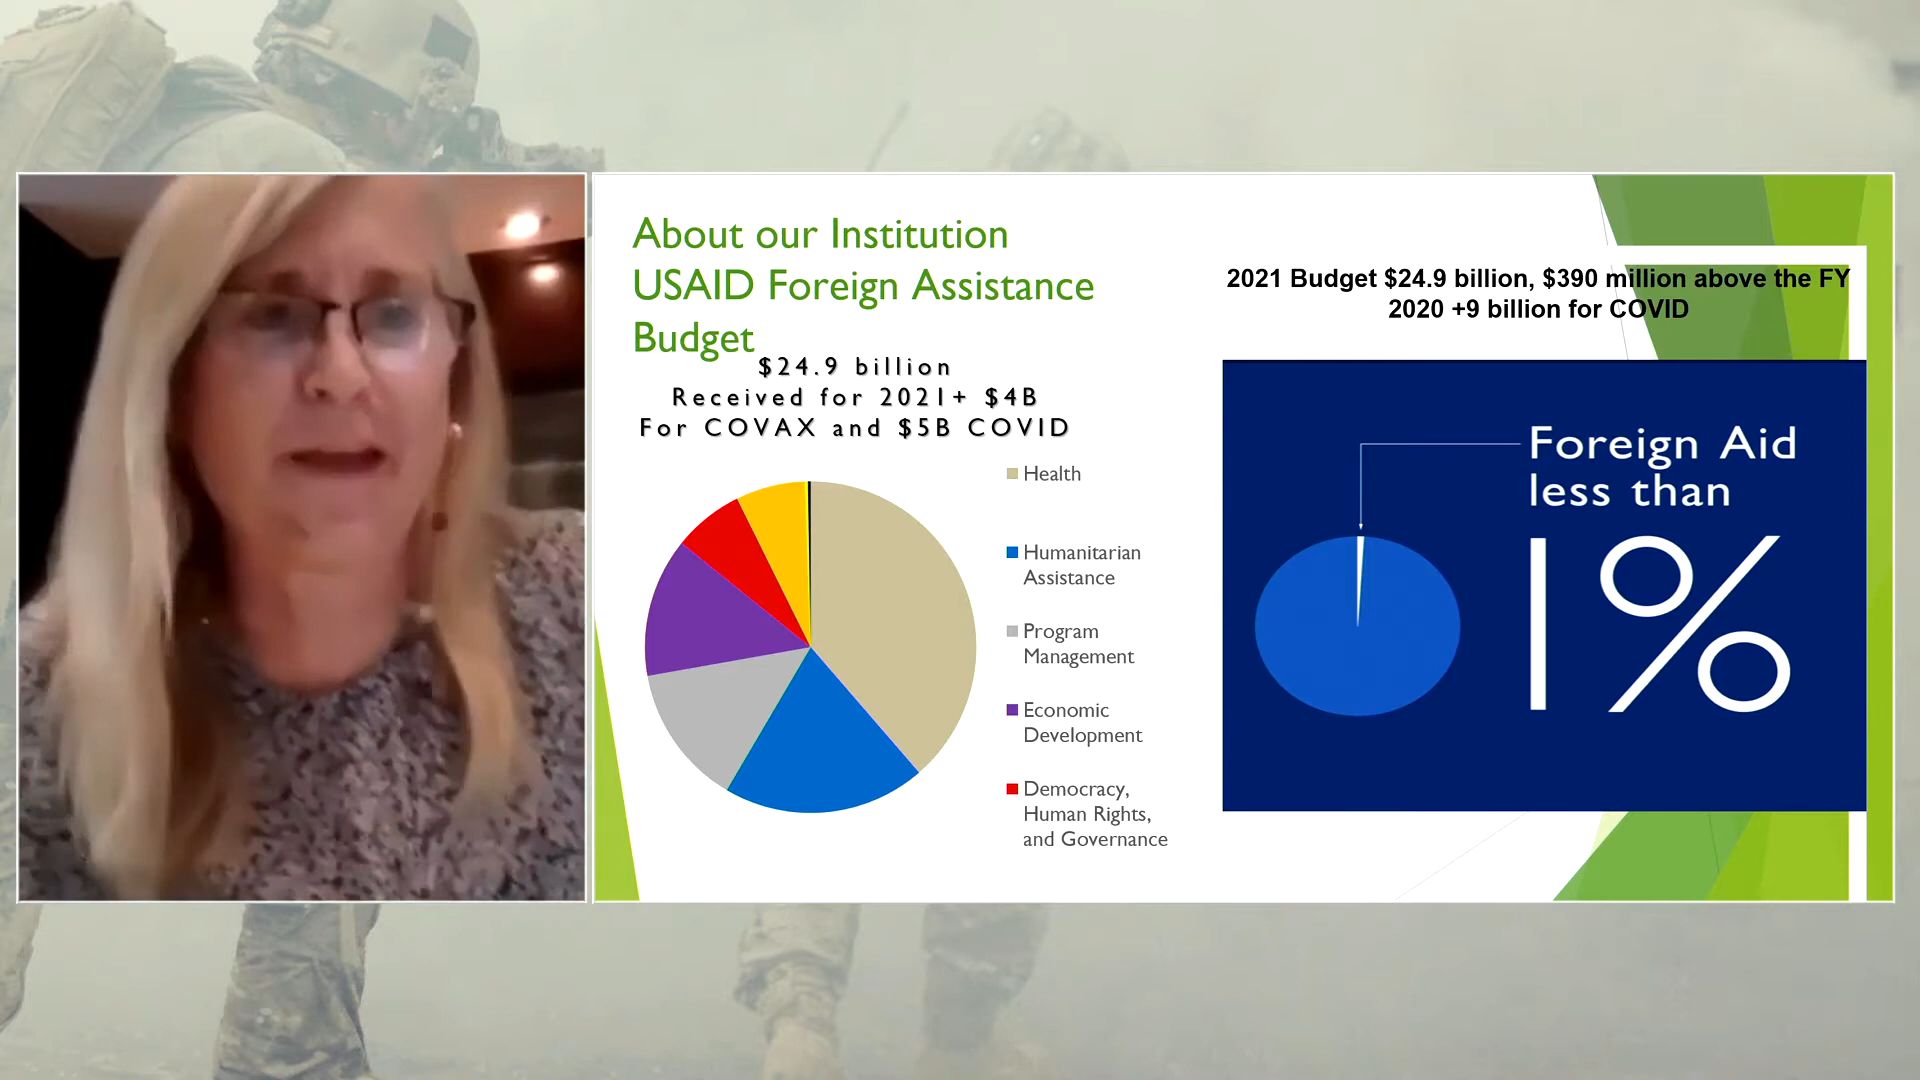 About our Institution
USAID Foreign Assistance
Budget
$24.9 billion
Received for 2021+ $4B
For COVAX and $5B COVID
Health
Humanitarian
Assistance
Program
Management
Economic
Development
Democracy,
Human Rights,
and Governance
2021 Budget $24.9 billion, $390 million above the FY
2020 +9 billion for COVID
Foreign Aid
less than
1%